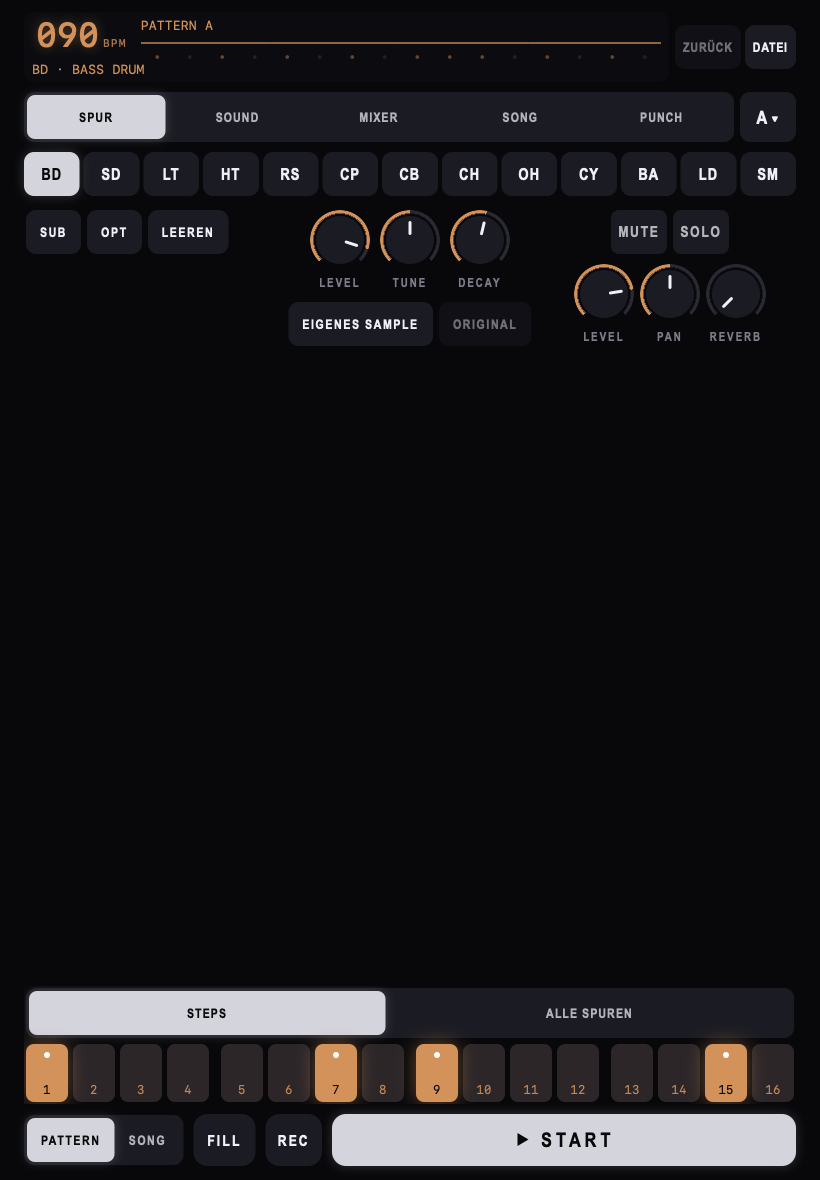 090 BPM PATTERN A
BD · BASS DRUM
ZURÜCK DATEI
SPUR SOUND MIXER SONG PUNCH A ▾
BD SD LT HT RS CP CB CH OH CY BA LD SM
SUB OPT LEEREN
LEVEL TUNE DECAY
EIGENES SAMPLE ORIGINAL
MUTE SOLO
LEVEL PAN REVERB
STEPS ALLE SPUREN
1 2 3 4 5 6 7 8 9 10 11 12 13 14 15 16
PATTERN SONG FILL REC ▶ START